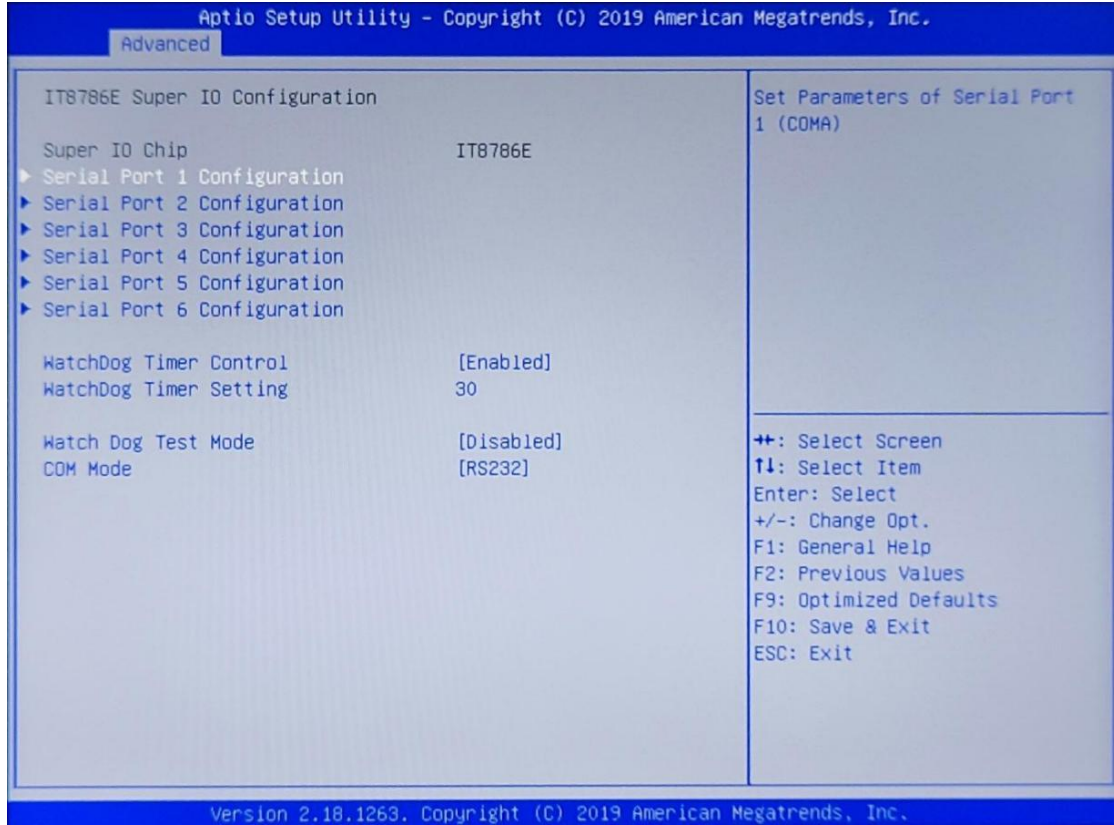 Aptio Setup Utility - Copyright (C) 2019 American Megatrends, Inc.
Advanced
IT8786E Super IO Configuration
Super IO Chip IT8786E
Serial Port 1 Configuration
Serial Port 2 Configuration
Serial Port 3 Configuration
Serial Port 4 Configuration
Serial Port 5 Configuration
Serial Port 6 Configuration
WatchDog Timer Control [Enabled]
WatchDog Timer Setting 30
Watch Dog Test Mode [Disabled]
COM Mode [RS232]
Set Parameters of Serial Port
1 (COMA)
→←: Select Screen
↑↓: Select Item
Enter: Select
+/-: Change Opt.
F1: General Help
F2: Previous Values
F9: Optimized Defaults
F10: Save & Exit
ESC: Exit
Version 2.18.1263. Copyright (C) 2019 American Megatrends, Inc.